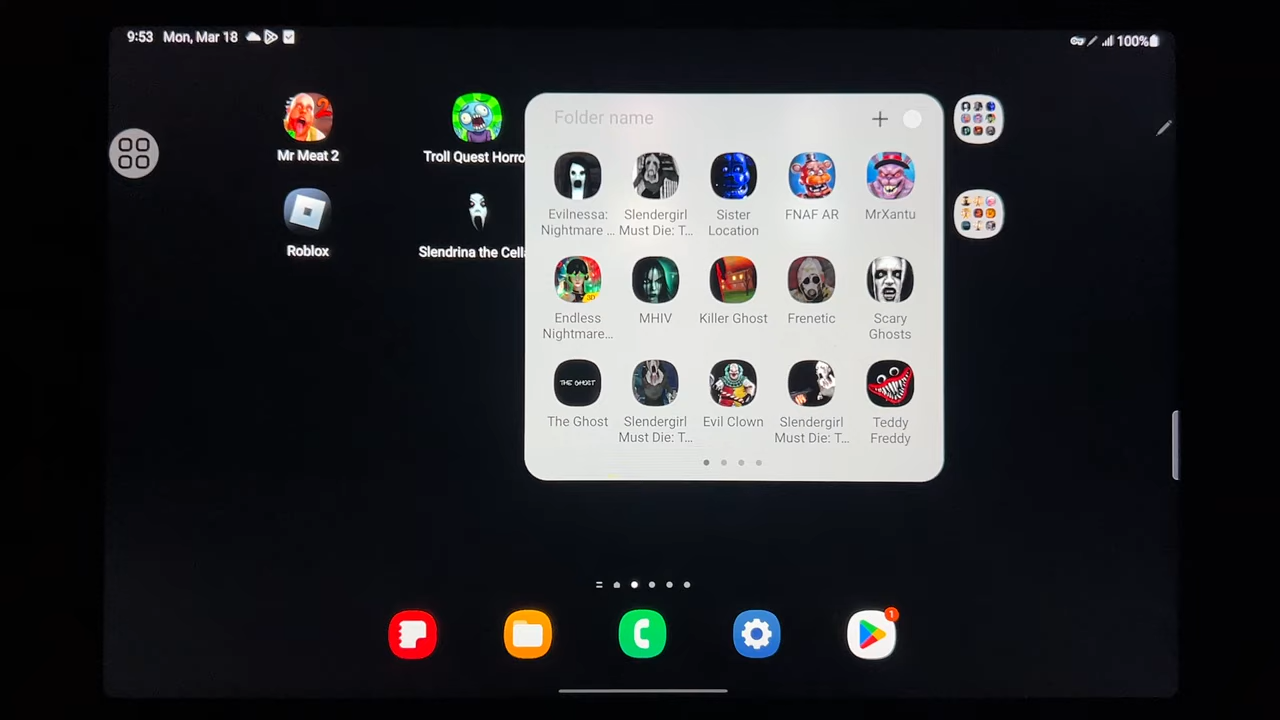 9:53 Mon, Mar 18
100%
Mr Meat 2
Troll Quest Horro
Roblox
Slendrina the Cell
Folder name
Evilnessa:
Nightmare ...
Slendergirl
Must Die: T...
Sister
Location
FNAF AR
MrXantu
Endless
Nightmare...
3D
MHIV
Killer Ghost
Frenetic
Scary
Ghosts
THE GHOST
The Ghost
Slendergirl
Must Die: T...
Evil Clown
Slendergirl
Must Die: T...
Teddy
Freddy
1